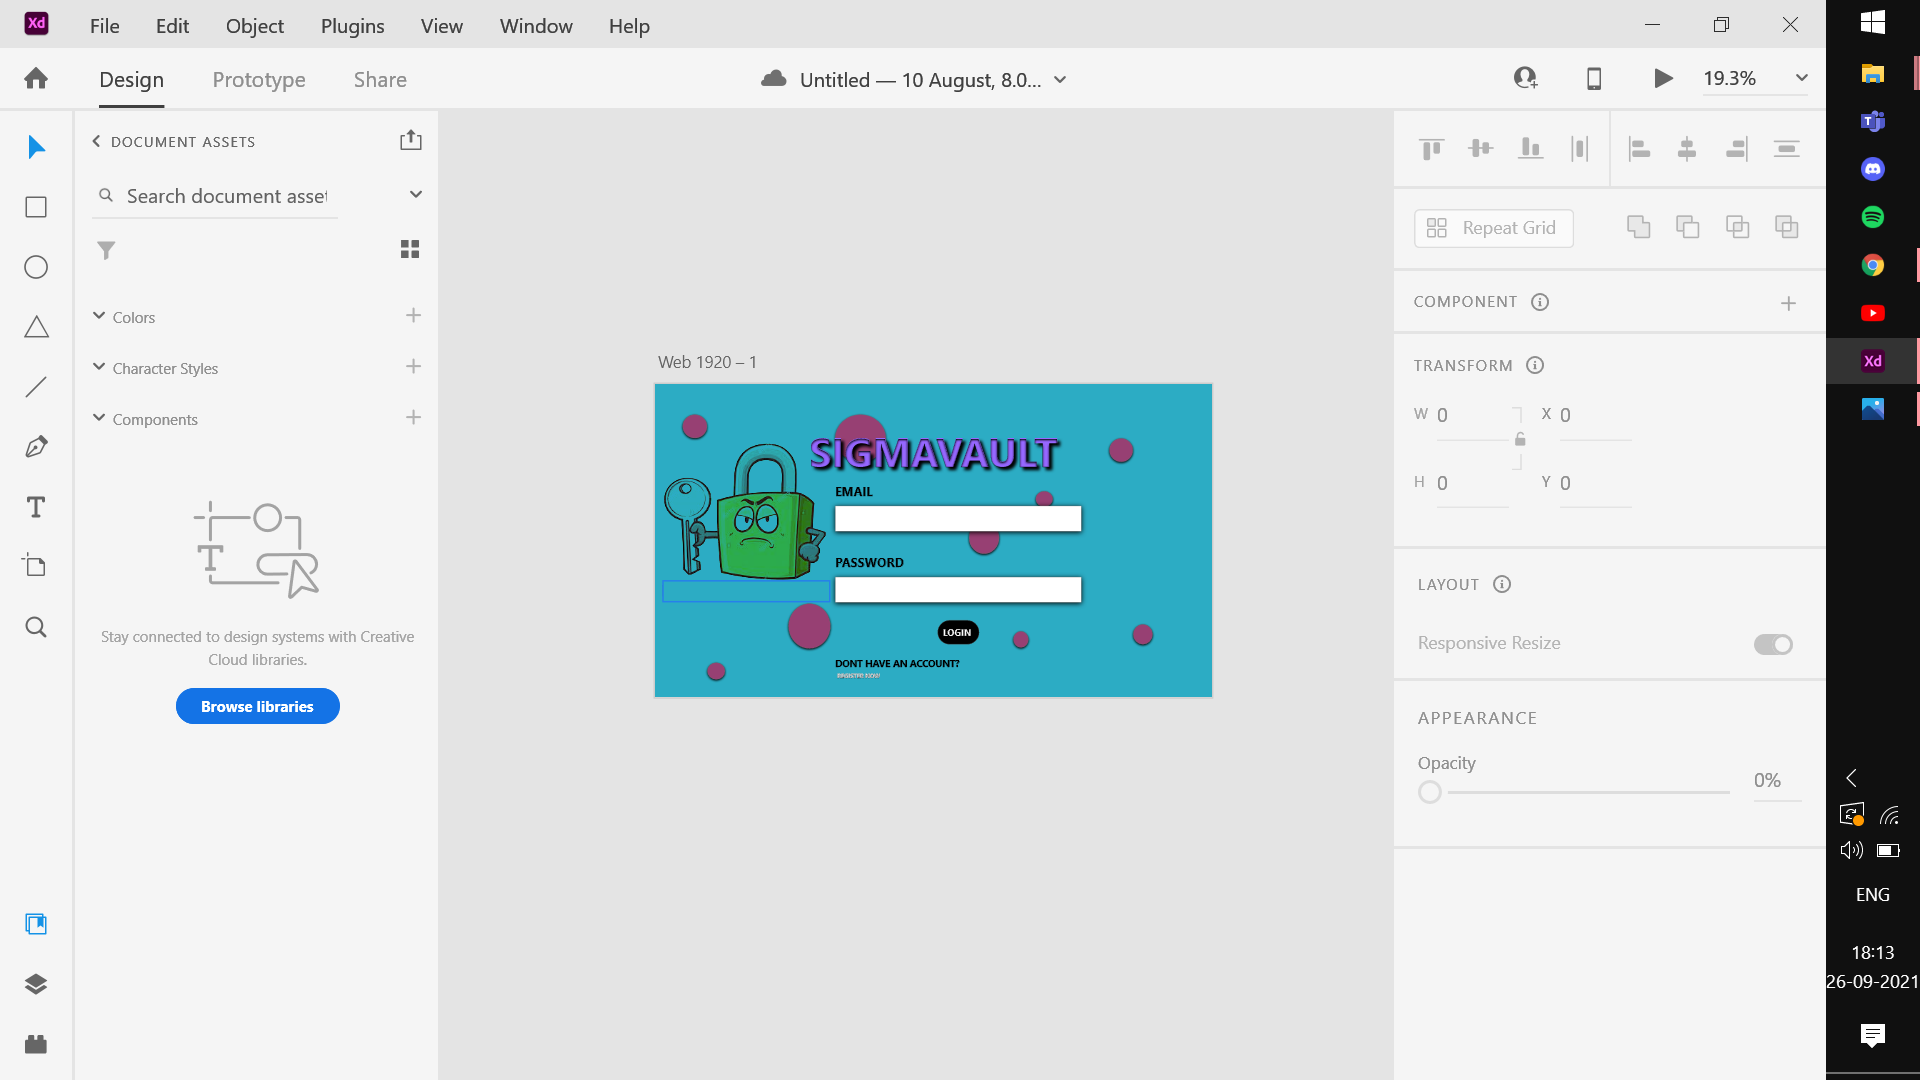 Xd File Edit Object Plugins View Window Help
Design Prototype Share Untitled — 10 August, 8.0... 19.3%
DOCUMENT ASSETS
Search document asset
Colors
Character Styles
Components
Stay connected to design systems with Creative
Cloud libraries.
Browse libraries
Web 1920 – 1
SIGMAVAULT
EMAIL
PASSWORD
LOGIN
DONT HAVE AN ACCOUNT?
REGISTER NOW
Repeat Grid
COMPONENT
TRANSFORM
W 0 X 0
H 0 Y 0
LAYOUT
Responsive Resize
APPEARANCE
Opacity
0%
Xd
ENG
18:13
26-09-2021